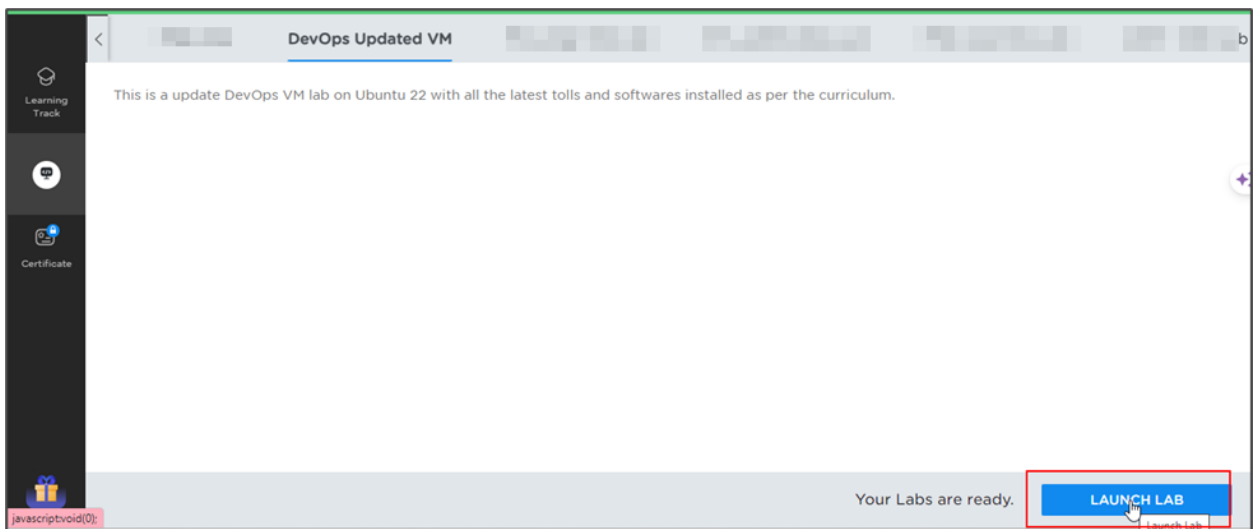 DevOps Updated VM
b
Learning
Track
This is a update DevOps VM lab on Ubuntu 22 with all the latest tolls and softwares installed as per the curriculum.
Certificate
Your Labs are ready.
LAUNCH LAB
Launch Lab
javascript:void(0);